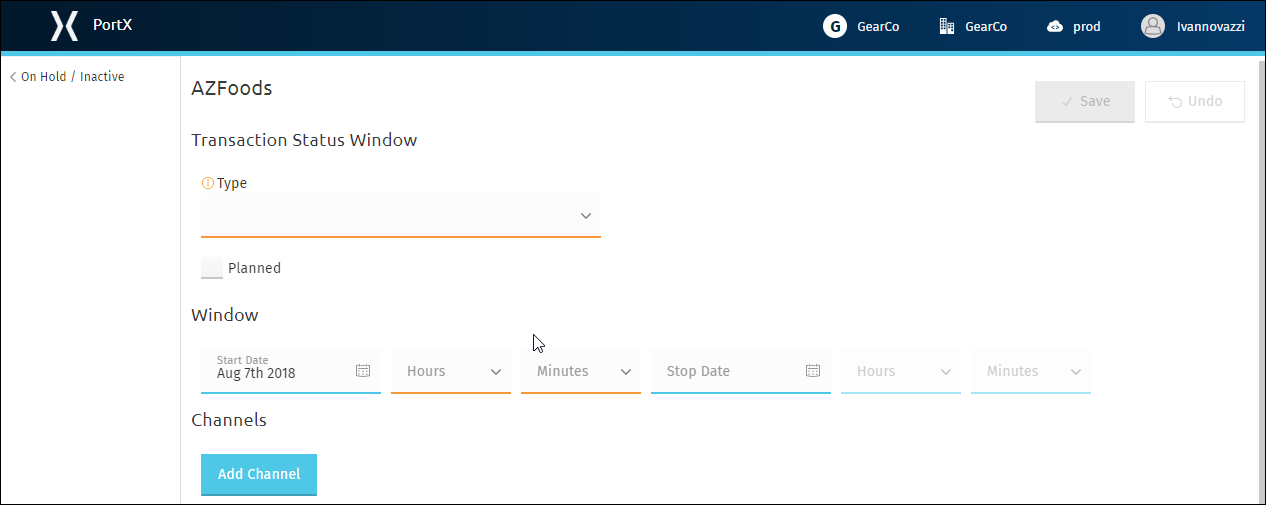 PortX
G GearCo
GearCo
prod
Ivannovazzi
On Hold / Inactive
AZFoods
Save
Undo
Transaction Status Window
Type
Planned
Window
Start Date
Aug 7th 2018
Hours
Minutes
Stop Date
Hours
Minutes
Channels
Add Channel